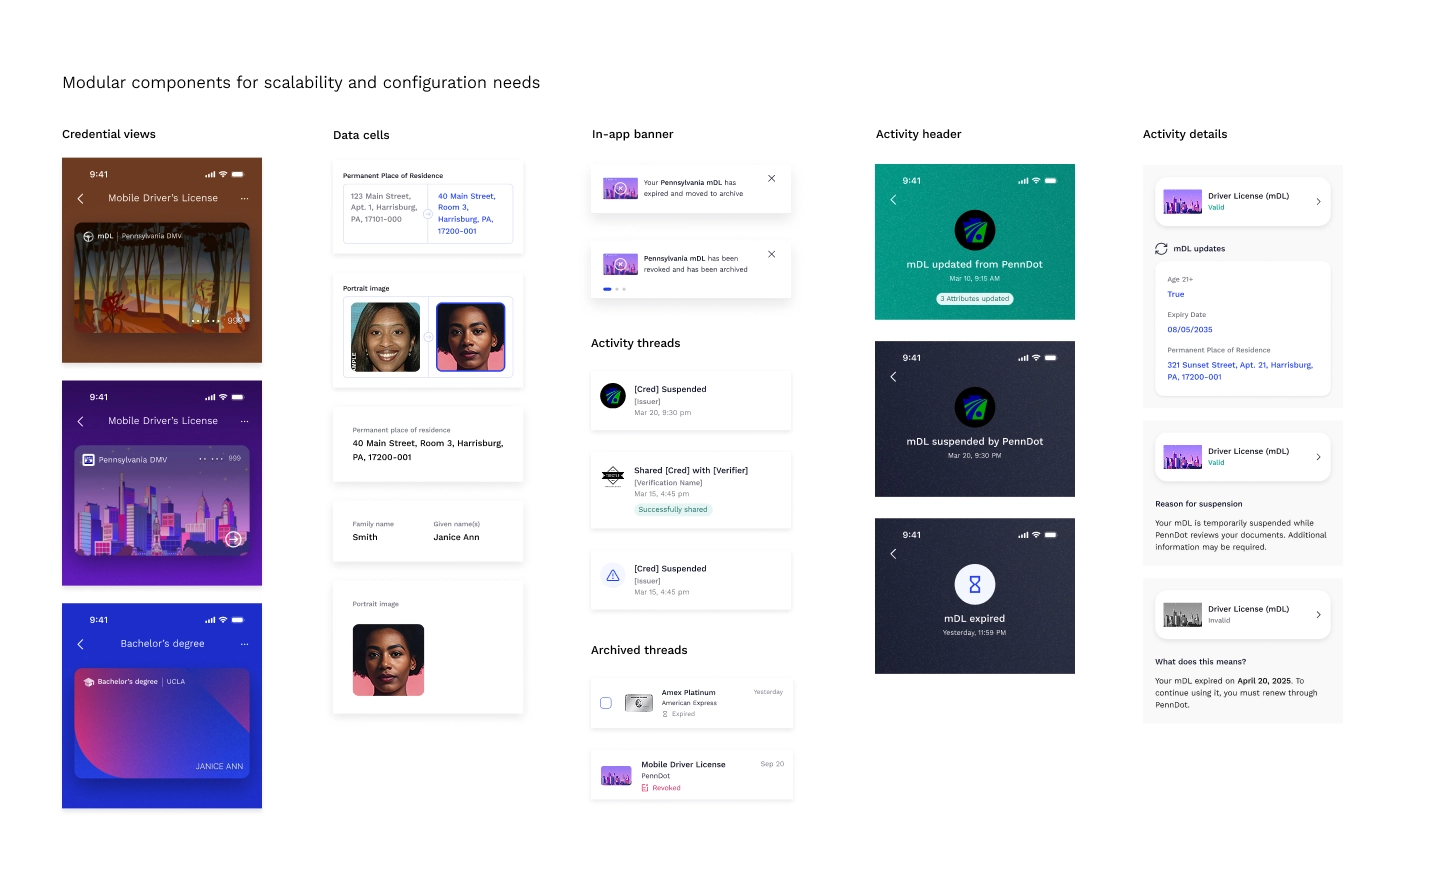 Modular components for scalability and configuration needs
Credential views
9:41
Mobile Driver's License
mDL | Pennsylvania DMV
•• ••• 999
9:41
Mobile Driver's License
Pennsylvania DMV
•• ••• 999
9:41
Bachelor's degree
Bachelor's degree | UCLA
JANICE ANN
Data cells
Permanent Place of Residence
123 Main Street,
Apt. 1, Harrisburg,
PA, 17101-000
40 Main Street,
Room 3,
Harrisburg, PA,
17200-001
Portrait image
Permanent place of residence
40 Main Street, Room 3, Harrisburg,
PA, 17200-001
Family name
Given name(s)
Smith
Janice Ann
Portrait image
In-app banner
Your Pennsylvania mDL has
expired and moved to archive
Pennsylvania mDL has been
revoked and has been archived
Activity threads
[Cred] Suspended
[Issuer]
Mar 20, 9:30 pm
Shared [Cred] with [Verifier]
[Verification Name]
Mar 15, 4:45 pm
Successfully shared
[Cred] Suspended
[Issuer]
Mar 15, 4:45 pm
Archived threads
Amex Platinum
Yesterday
American Express
Expired
Mobile Driver License
Sep 20
PennDot
Revoked
Activity header
9:41
mDL updated from PennDot
Mar 10, 9:15 AM
3 Attributes updated
9:41
mDL suspended by PennDot
Mar 20, 9:30 PM
9:41
mDL expired
Yesterday, 11:59 PM
Activity details
Driver License (mDL)
Valid
mDL updates
Age 21+
True
Expiry Date
08/05/2035
Permanent Place of Residence
321 Sunset Street, Apt. 21, Harrisburg,
PA, 17200-001
Driver License (mDL)
Valid
Reason for suspension
Your mDL is temporarily suspended while
PennDot reviews your documents. Additional
information may be required.
Driver License (mDL)
Invalid
What does this means?
Your mDL expired on April 20, 2025. To
continue using it, you must renew through
PennDot.